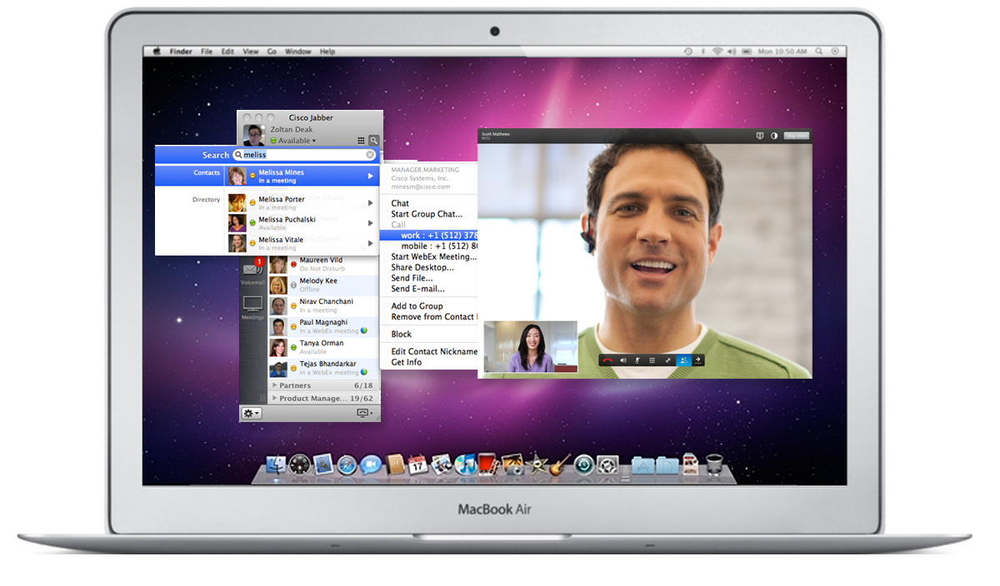 Finder File Edit View Go Window Help
Mon 10:50 AM
Cisco Jabber
Zoltan Deak
Available
Search meliss
Contacts
Melissa Mines
In a meeting
Directory
Melissa Porter
In a meeting
Melissa Puchalski
Available
Melissa Vitale
In a meeting
1
Voicemail
Meetings
Maureen Vild
Do Not Disturb
Melody Kee
Offline
Nirav Chanchani
In a meeting
Paul Magnaghi
In a WebEx meeting
Tanya Orman
Available
Tejas Bhandarkar
In a WebEx meeting
Partners 6/18
Product Manage... 19/62
MANAGER.MARKETING
Cisco Systems, Inc.
minesm@cisco.com
Chat
Start Group Chat...
Call
work : +1 (512) 378
mobile : +1 (512) 80
Start WebEx Meeting...
Share Desktop...
Send File...
Send E-mail...
Add to Group
Remove from Contact
Block
Edit Contact Nickname
Get Info
Scott Mathews
Stop video
17
MacBook Air